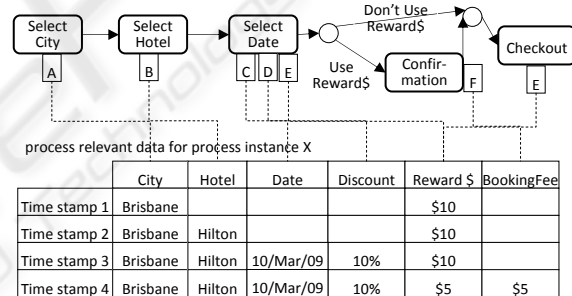 Don't Use
Reward$
Select
City
Select
Hotel
Select
Date
Checkout
Use
Reward$
Confir-
mation
A
B
C
D
E
F
E
process relevant data for process instance X
City Hotel Date Discount Reward $ BookingFee
Time stamp 1 Brisbane $10
Time stamp 2 Brisbane Hilton $10
Time stamp 3 Brisbane Hilton 10/Mar/09 10% $10
Time stamp 4 Brisbane Hilton 10/Mar/09 10% $5 $5